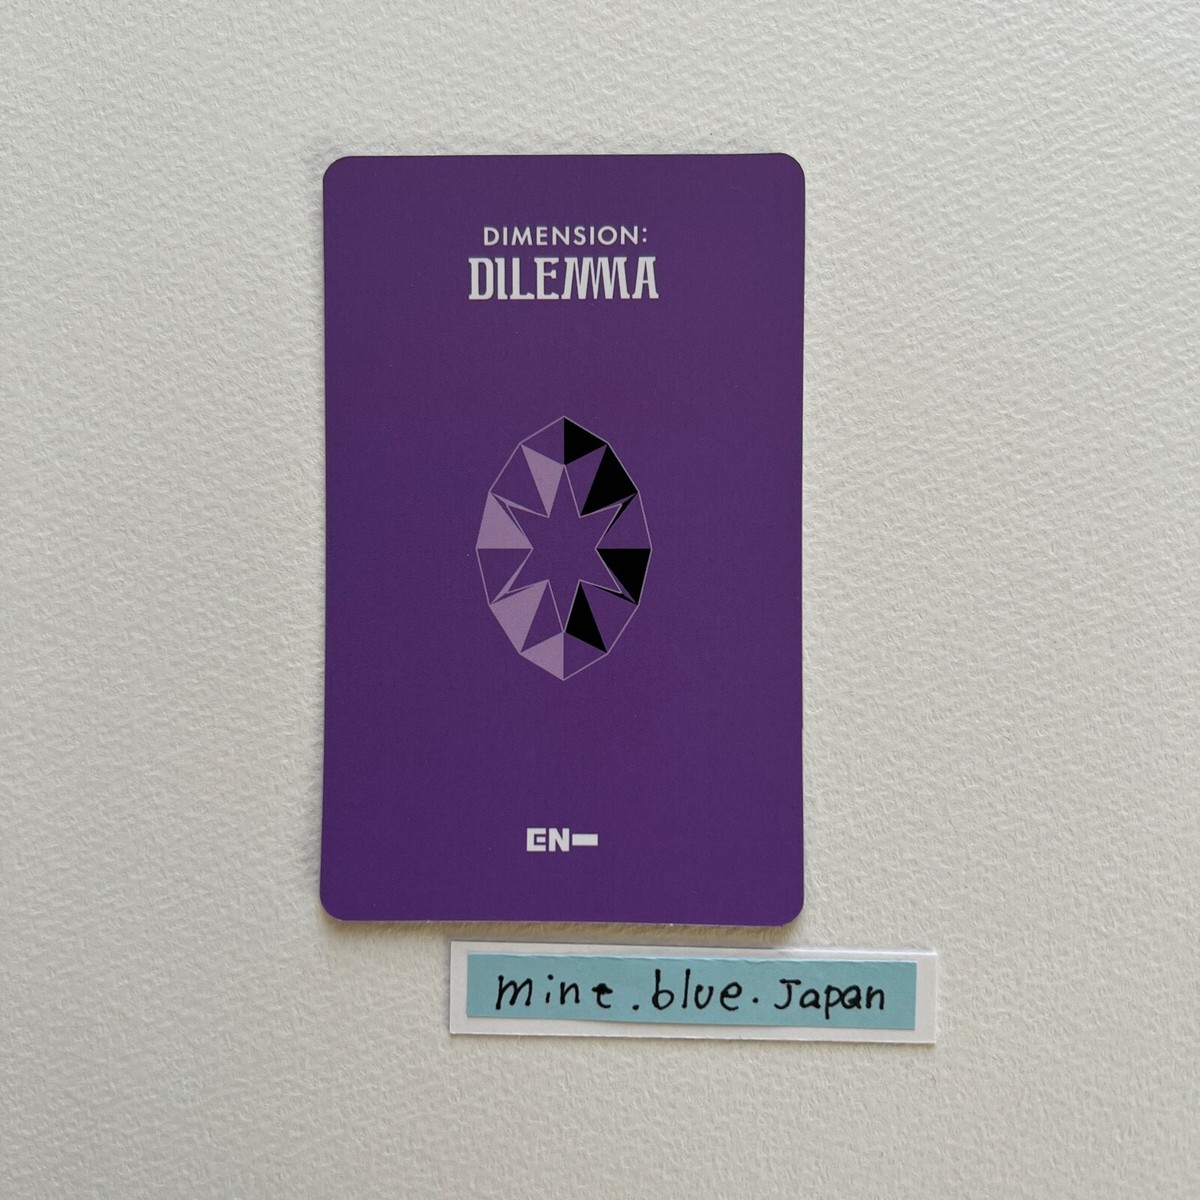 DIMENSION:
DILEMMA
EN-
mint.blue.Japan